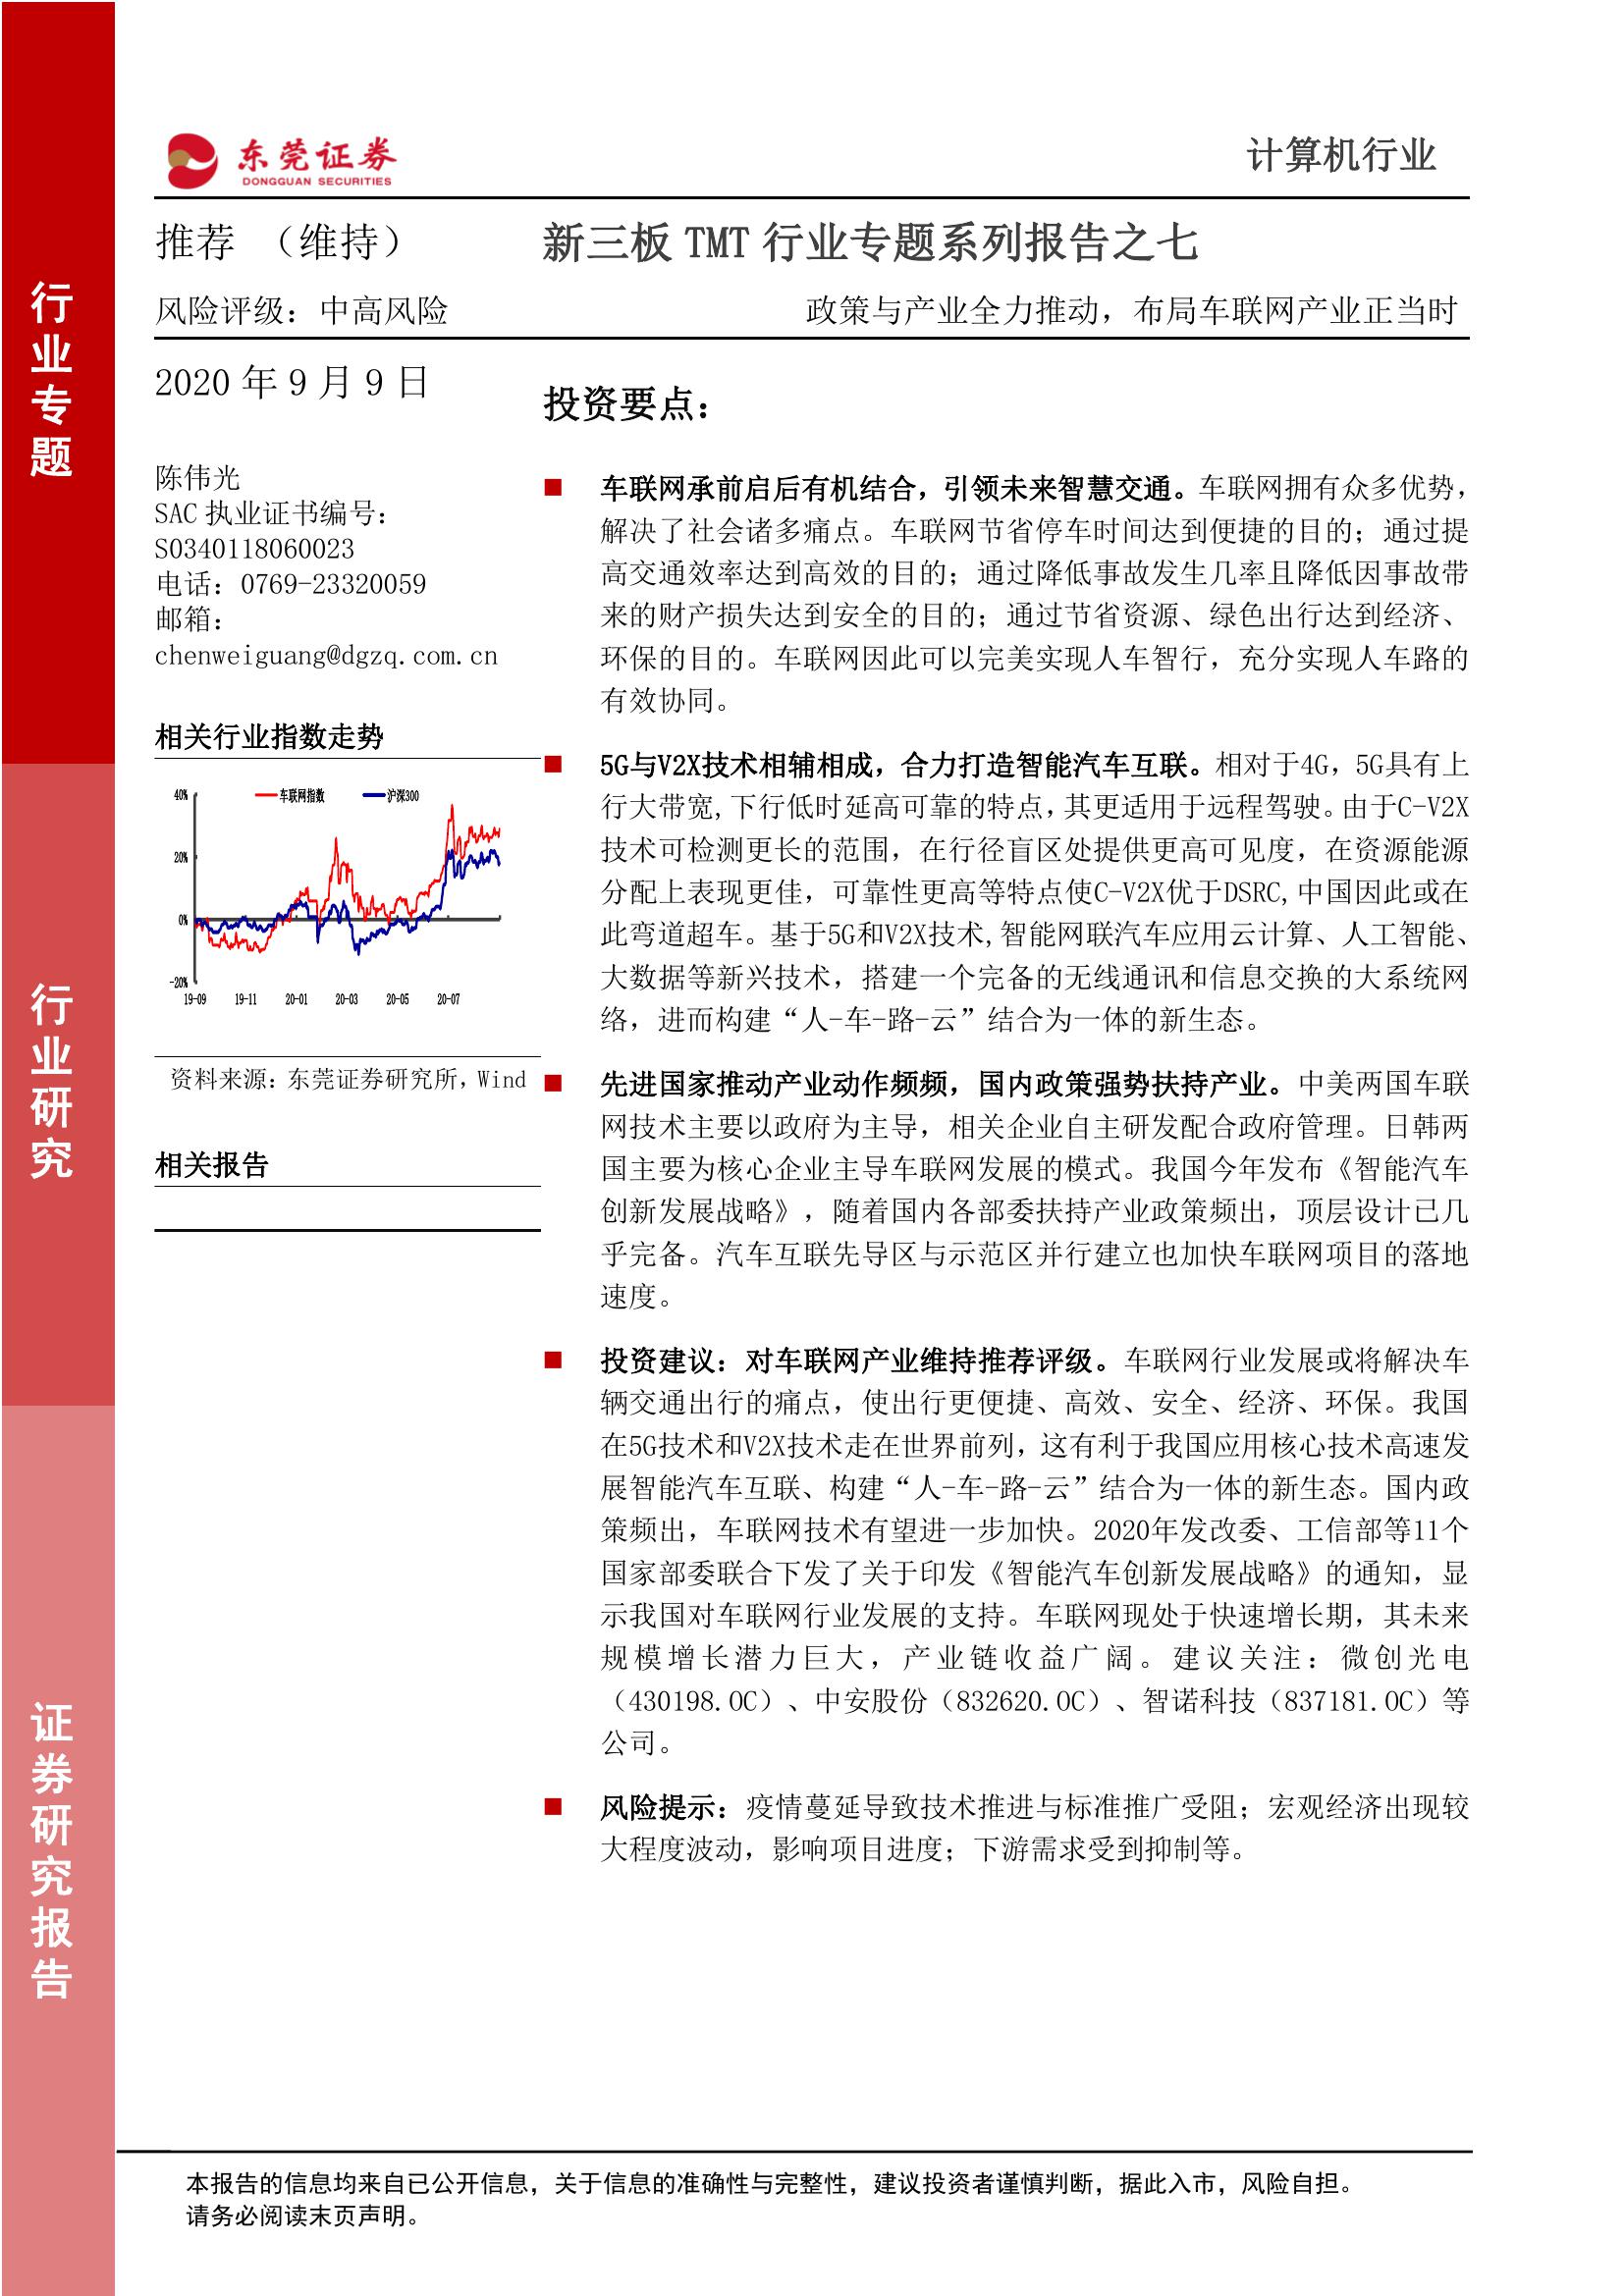 东莞证券
DONGGUAN SECURITIES
计算机行业
推荐 （维持）
新三板 TMT 行业专题系列报告之七
风险评级：中高风险
政策与产业全力推动，布局车联网产业正当时
行业专题
行业研究
证券研究报告
2020 年 9 月 9 日
陈伟光
SAC 执业证书编号：
S0340118060023
电话：0769-23320059
邮箱：
chenweiguang@dgzq.com.cn
相关行业指数走势
车联网指数
沪深300
40%
20%
0%
-20%
19-09 19-11 20-01 20-03 20-05 20-07
资料来源：东莞证券研究所，Wind
相关报告
投资要点：
■ 车联网承前启后有机结合，引领未来智慧交通。车联网拥有众多优势，
解决了社会诸多痛点。车联网节省停车时间达到便捷的目的；通过提
高交通效率达到高效的目的；通过降低事故发生几率且降低因事故带
来的财产损失达到安全的目的；通过节省资源、绿色出行达到经济、
环保的目的。车联网因此可以完美实现人车智行，充分实现人车路的
有效协同。
■ 5G与V2X技术相辅相成，合力打造智能汽车互联。相对于4G，5G具有上
行大带宽,下行低时延高可靠的特点,其更适用于远程驾驶。由于C-V2X
技术可检测更长的范围，在行径盲区处提供更高可见度，在资源能源
分配上表现更佳，可靠性更高等特点使C-V2X优于DSRC,中国因此或在
此弯道超车。基于5G和V2X技术,智能网联汽车应用云计算、人工智能、
大数据等新兴技术，搭建一个完备的无线通讯和信息交换的大系统网
络，进而构建“人-车-路-云”结合为一体的新生态。
■ 先进国家推动产业动作频频，国内政策强势扶持产业。中美两国车联
网技术主要以政府为主导，相关企业自主研发配合政府管理。日韩两
国主要为核心企业主导车联网发展的模式。我国今年发布《智能汽车
创新发展战略》，随着国内各部委扶持产业政策频出，顶层设计已几
乎完备。汽车互联先导区与示范区并行建立也加快车联网项目的落地
速度。
■ 投资建议：对车联网产业维持推荐评级。车联网行业发展或将解决车
辆交通出行的痛点，使出行更便捷、高效、安全、经济、环保。我国
在5G技术和V2X技术走在世界前列，这有利于我国应用核心技术高速发
展智能汽车互联、构建“人-车-路-云”结合为一体的新生态。国内政
策频出，车联网技术有望进一步加快。2020年发改委、工信部等11个
国家部委联合下发了关于印发《智能汽车创新发展战略》的通知，显
示我国对车联网行业发展的支持。车联网现处于快速增长期，其未来
规模增长潜力巨大，产业链收益广阔。建议关注：微创光电
（430198.OC）、中安股份（832620.OC）、智诺科技（837181.OC）等
公司。
■ 风险提示：疫情蔓延导致技术推进与标准推广受阻；宏观经济出现较
大程度波动，影响项目进度；下游需求受到抑制等。
本报告的信息均来自已公开信息，关于信息的准确性与完整性，建议投资者谨慎判断，据此入市，风险自担。
请务必阅读末页声明。